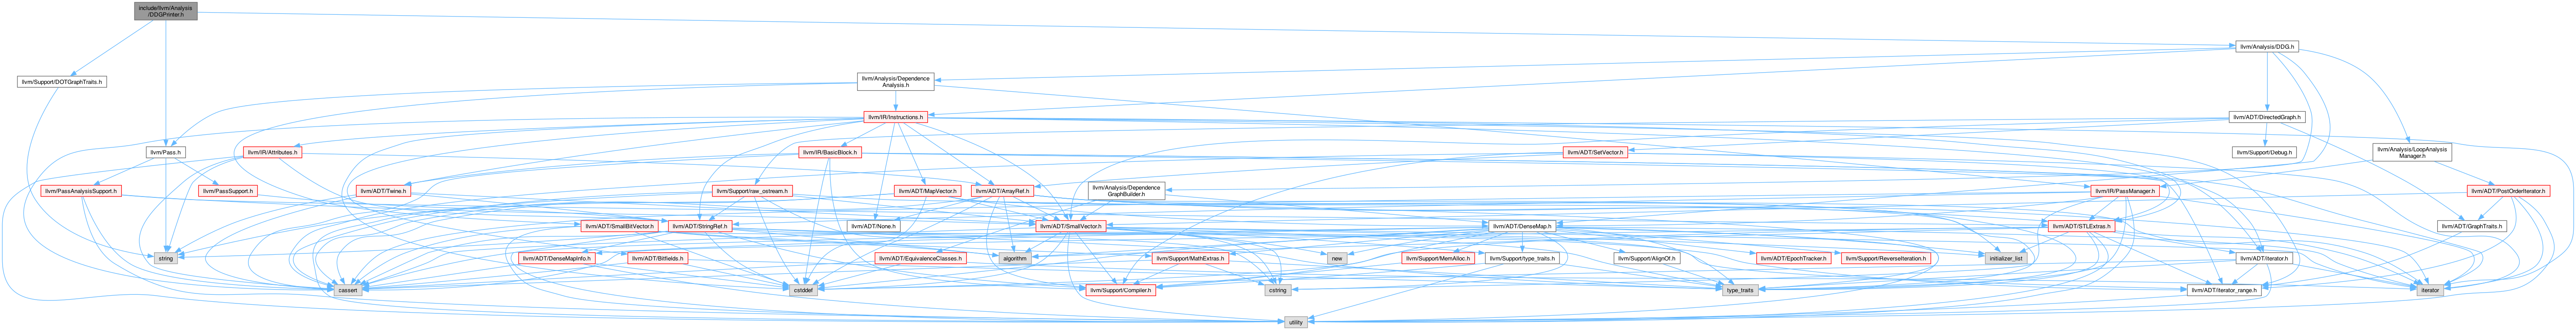 include/llvm/Analysis
/DDGPrinter.h
llvm/Analysis/DDG.h
llvm/Support/DOTGraphTraits.h
llvm/Analysis/Dependence
Analysis.h
llvm/IR/Instructions.h
llvm/ADT/DirectedGraph.h
llvm/Pass.h
llvm/IR/Attributes.h
llvm/IR/BasicBlock.h
llvm/ADT/SetVector.h
llvm/Support/Debug.h
llvm/Analysis/LoopAnalysis
Manager.h
llvm/PassAnalysisSupport.h
llvm/PassSupport.h
llvm/ADT/Twine.h
llvm/Support/raw_ostream.h
llvm/ADT/MapVector.h
llvm/ADT/ArrayRef.h
llvm/Analysis/Dependence
GraphBuilder.h
llvm/IR/PassManager.h
llvm/ADT/PostOrderIterator.h
llvm/ADT/SmallBitVector.h
llvm/ADT/StringRef.h
llvm/ADT/None.h
llvm/ADT/SmallVector.h
llvm/ADT/DenseMap.h
llvm/ADT/STLExtras.h
llvm/ADT/GraphTraits.h
string
llvm/ADT/DenseMapInfo.h
llvm/ADT/Bitfields.h
llvm/ADT/EquivalenceClasses.h
algorithm
llvm/Support/MathExtras.h
new
llvm/Support/MemAlloc.h
llvm/Support/type_traits.h
llvm/Support/AlignOf.h
llvm/ADT/EpochTracker.h
llvm/Support/ReverseIteration.h
initializer_list
llvm/ADT/iterator.h
cassert
cstddef
llvm/Support/Compiler.h
cstring
type_traits
llvm/ADT/iterator_range.h
iterator
utility